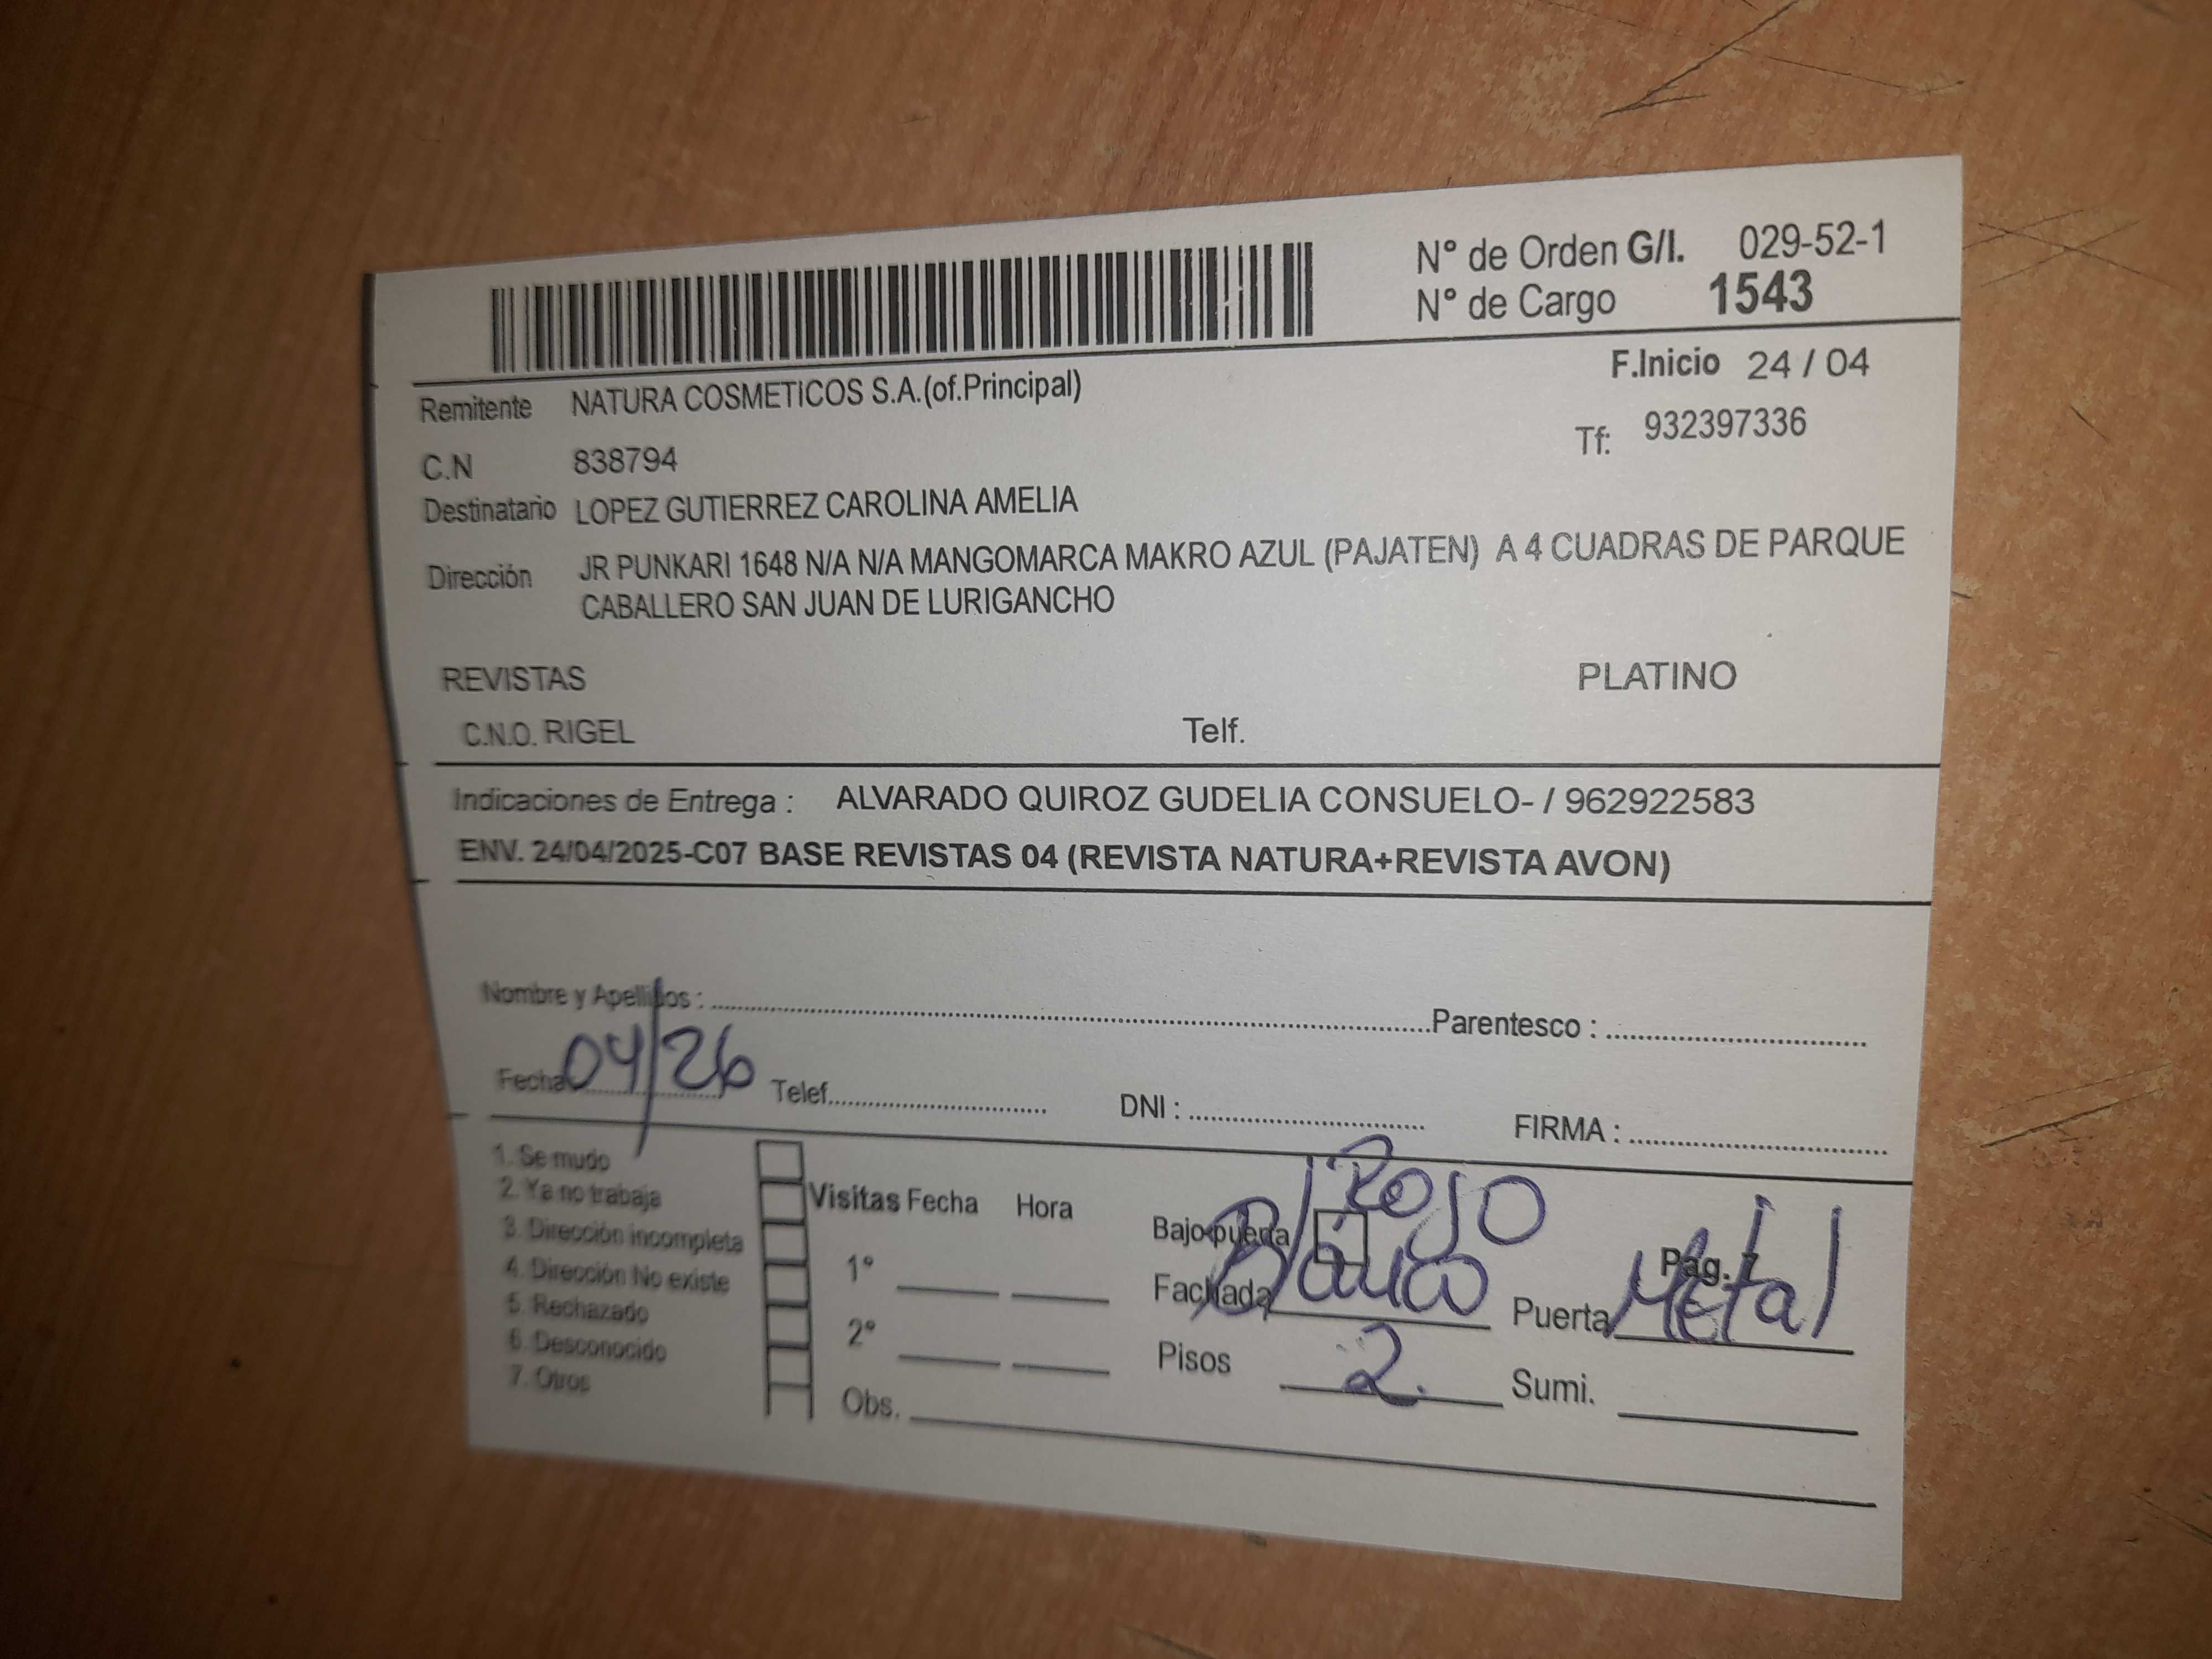 N° de Orden G/I. 029-52-1
N° de Cargo 1543
F.Inicio 24 / 04
Remitente NATURA COSMETICOS S.A.(of.Principal)
Tf: 932397336
C.N 838794
Destinatario LOPEZ GUTIERREZ CAROLINA AMELIA
Dirección JR PUNKARI 1648 N/A N/A MANGOMARCA MAKRO AZUL (PAJATEN) A 4 CUADRAS DE PARQUE
CABALLERO SAN JUAN DE LURIGANCHO
REVISTAS PLATINO
C.N.O. RIGEL Telf.
Indicaciones de Entrega : ALVARADO QUIROZ GUDELIA CONSUELO- / 962922583
ENV. 24/04/2025-C07 BASE REVISTAS 04 (REVISTA NATURA+REVISTA AVON)
Nombre y Apellidos : Parentesco :
Fecha 04/26 Telef. DNI : FIRMA :
1. Se mudo
2. Ya no trabaja
3. Dirección incompleta
4. Dirección No existe
5. Rechazado
6. Desconocido
7. Otros
Visitas Fecha Hora
1°
2°
Obs.
Rojo
Bajo puerta Pág. 7
Fachada Blanco Puerta Metal
Pisos 2. Sumi.